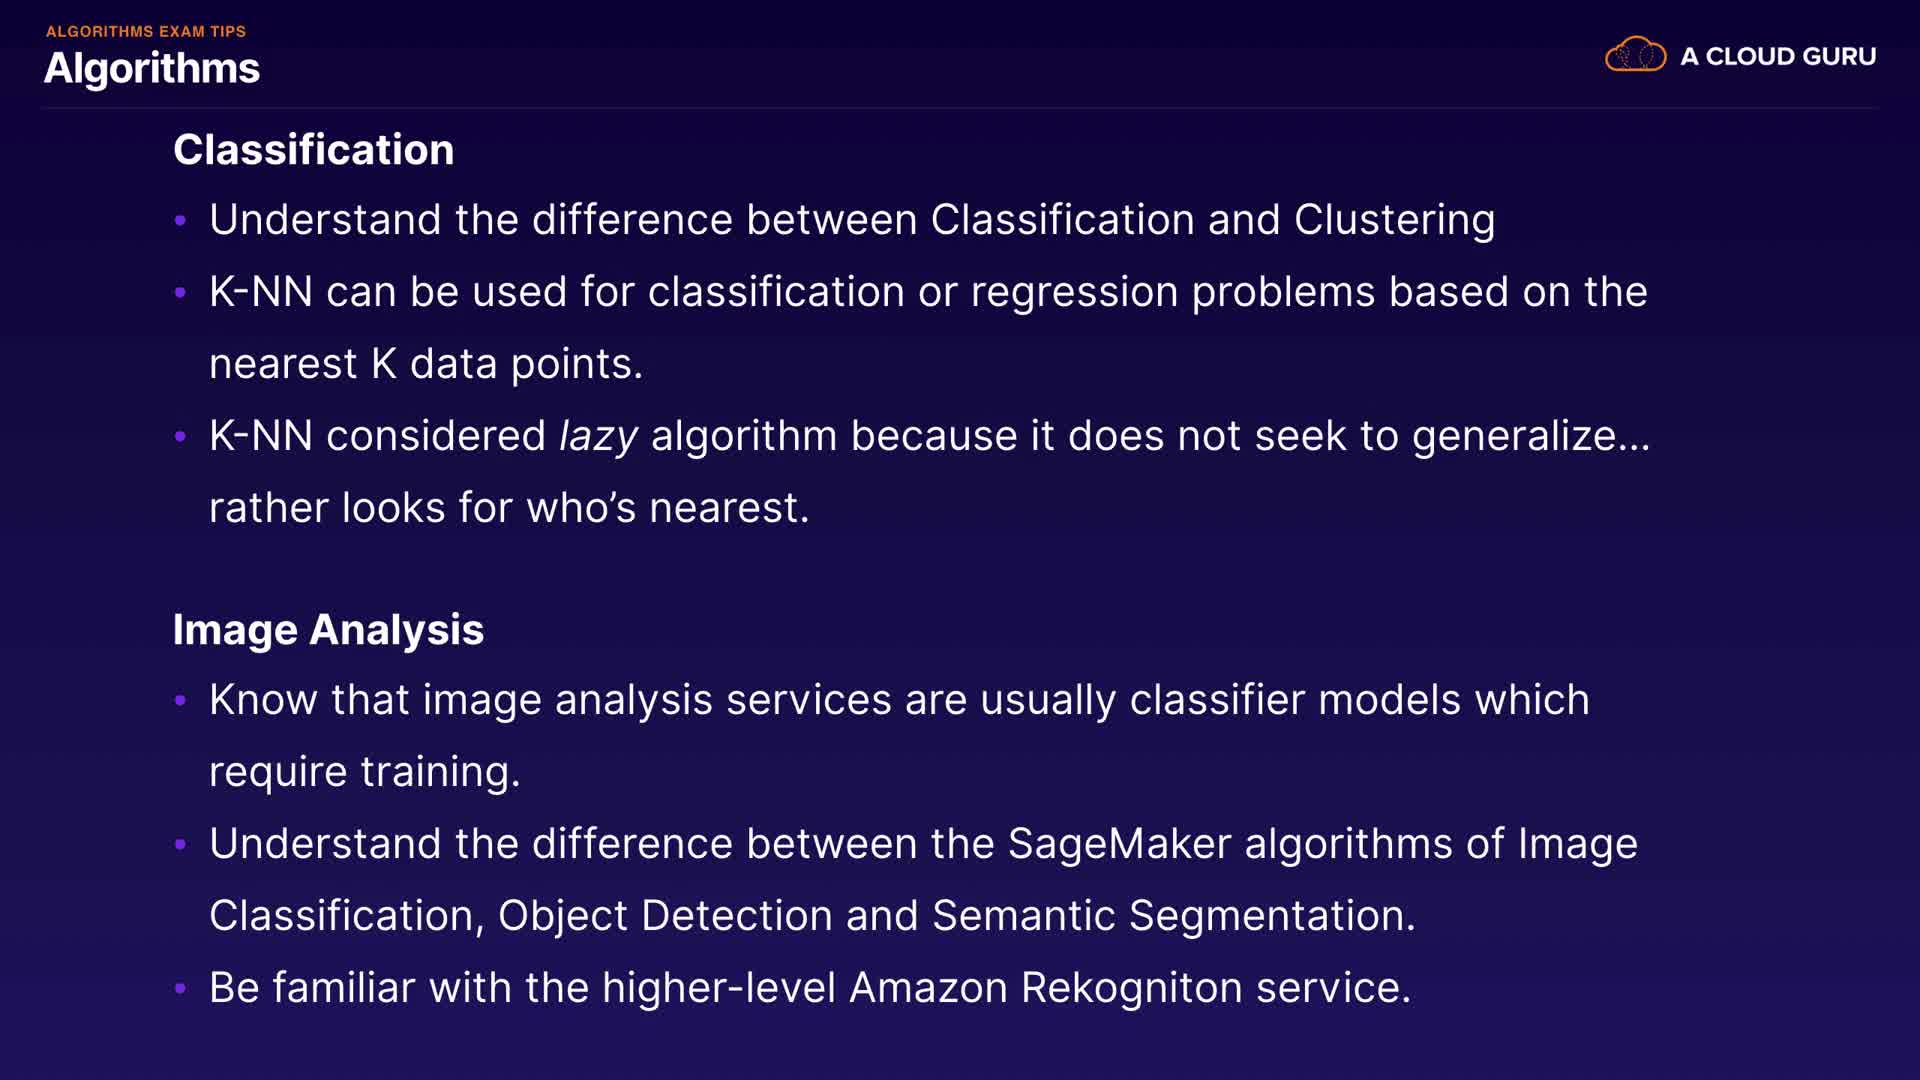 ALGORITHMS EXAM TIPS
Algorithms
A CLOUD GURU
Classification
• Understand the difference between Classification and Clustering
• K-NN can be used for classification or regression problems based on the
nearest K data points.
• K-NN considered lazy algorithm because it does not seek to generalize...
rather looks for who’s nearest.
Image Analysis
• Know that image analysis services are usually classifier models which
require training.
• Understand the difference between the SageMaker algorithms of Image
Classification, Object Detection and Semantic Segmentation.
• Be familiar with the higher-level Amazon Rekogniton service.